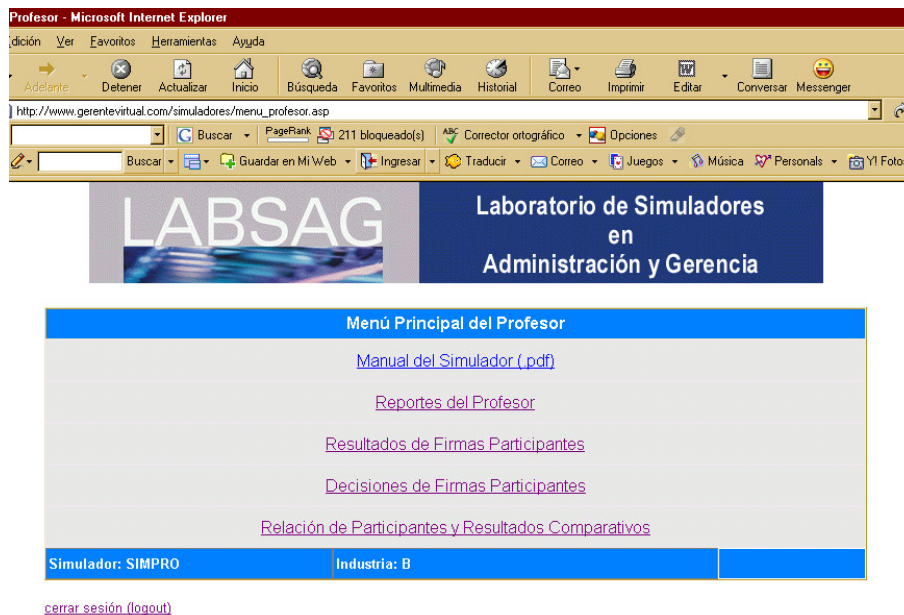 Profesor - Microsoft Internet Explorer
dición Ver Favoritos Herramientas Ayuda
Adelante Detener Actualizar Inicio Búsqueda Favoritos Multimedia Historial Correo Imprimir Editar Conversar Messenger
http://www.gerentevirtual.com/simuladores/menu_profesor.asp
G Buscar PageRank 211 bloqueado(s) ABC Corrector ortográfico Opciones
Buscar Guardar en Mi Web Ingresar Traducir Correo Juegos Música Personals Y! Foto
LABSAG
Laboratorio de Simuladores
en
Administración y Gerencia
Menú Principal del Profesor
Manual del Simulador (.pdf)
Reportes del Profesor
Resultados de Firmas Participantes
Decisiones de Firmas Participantes
Relación de Participantes y Resultados Comparativos
Simulador: SIMPRO Industria: B
cerrar sesión (logout)